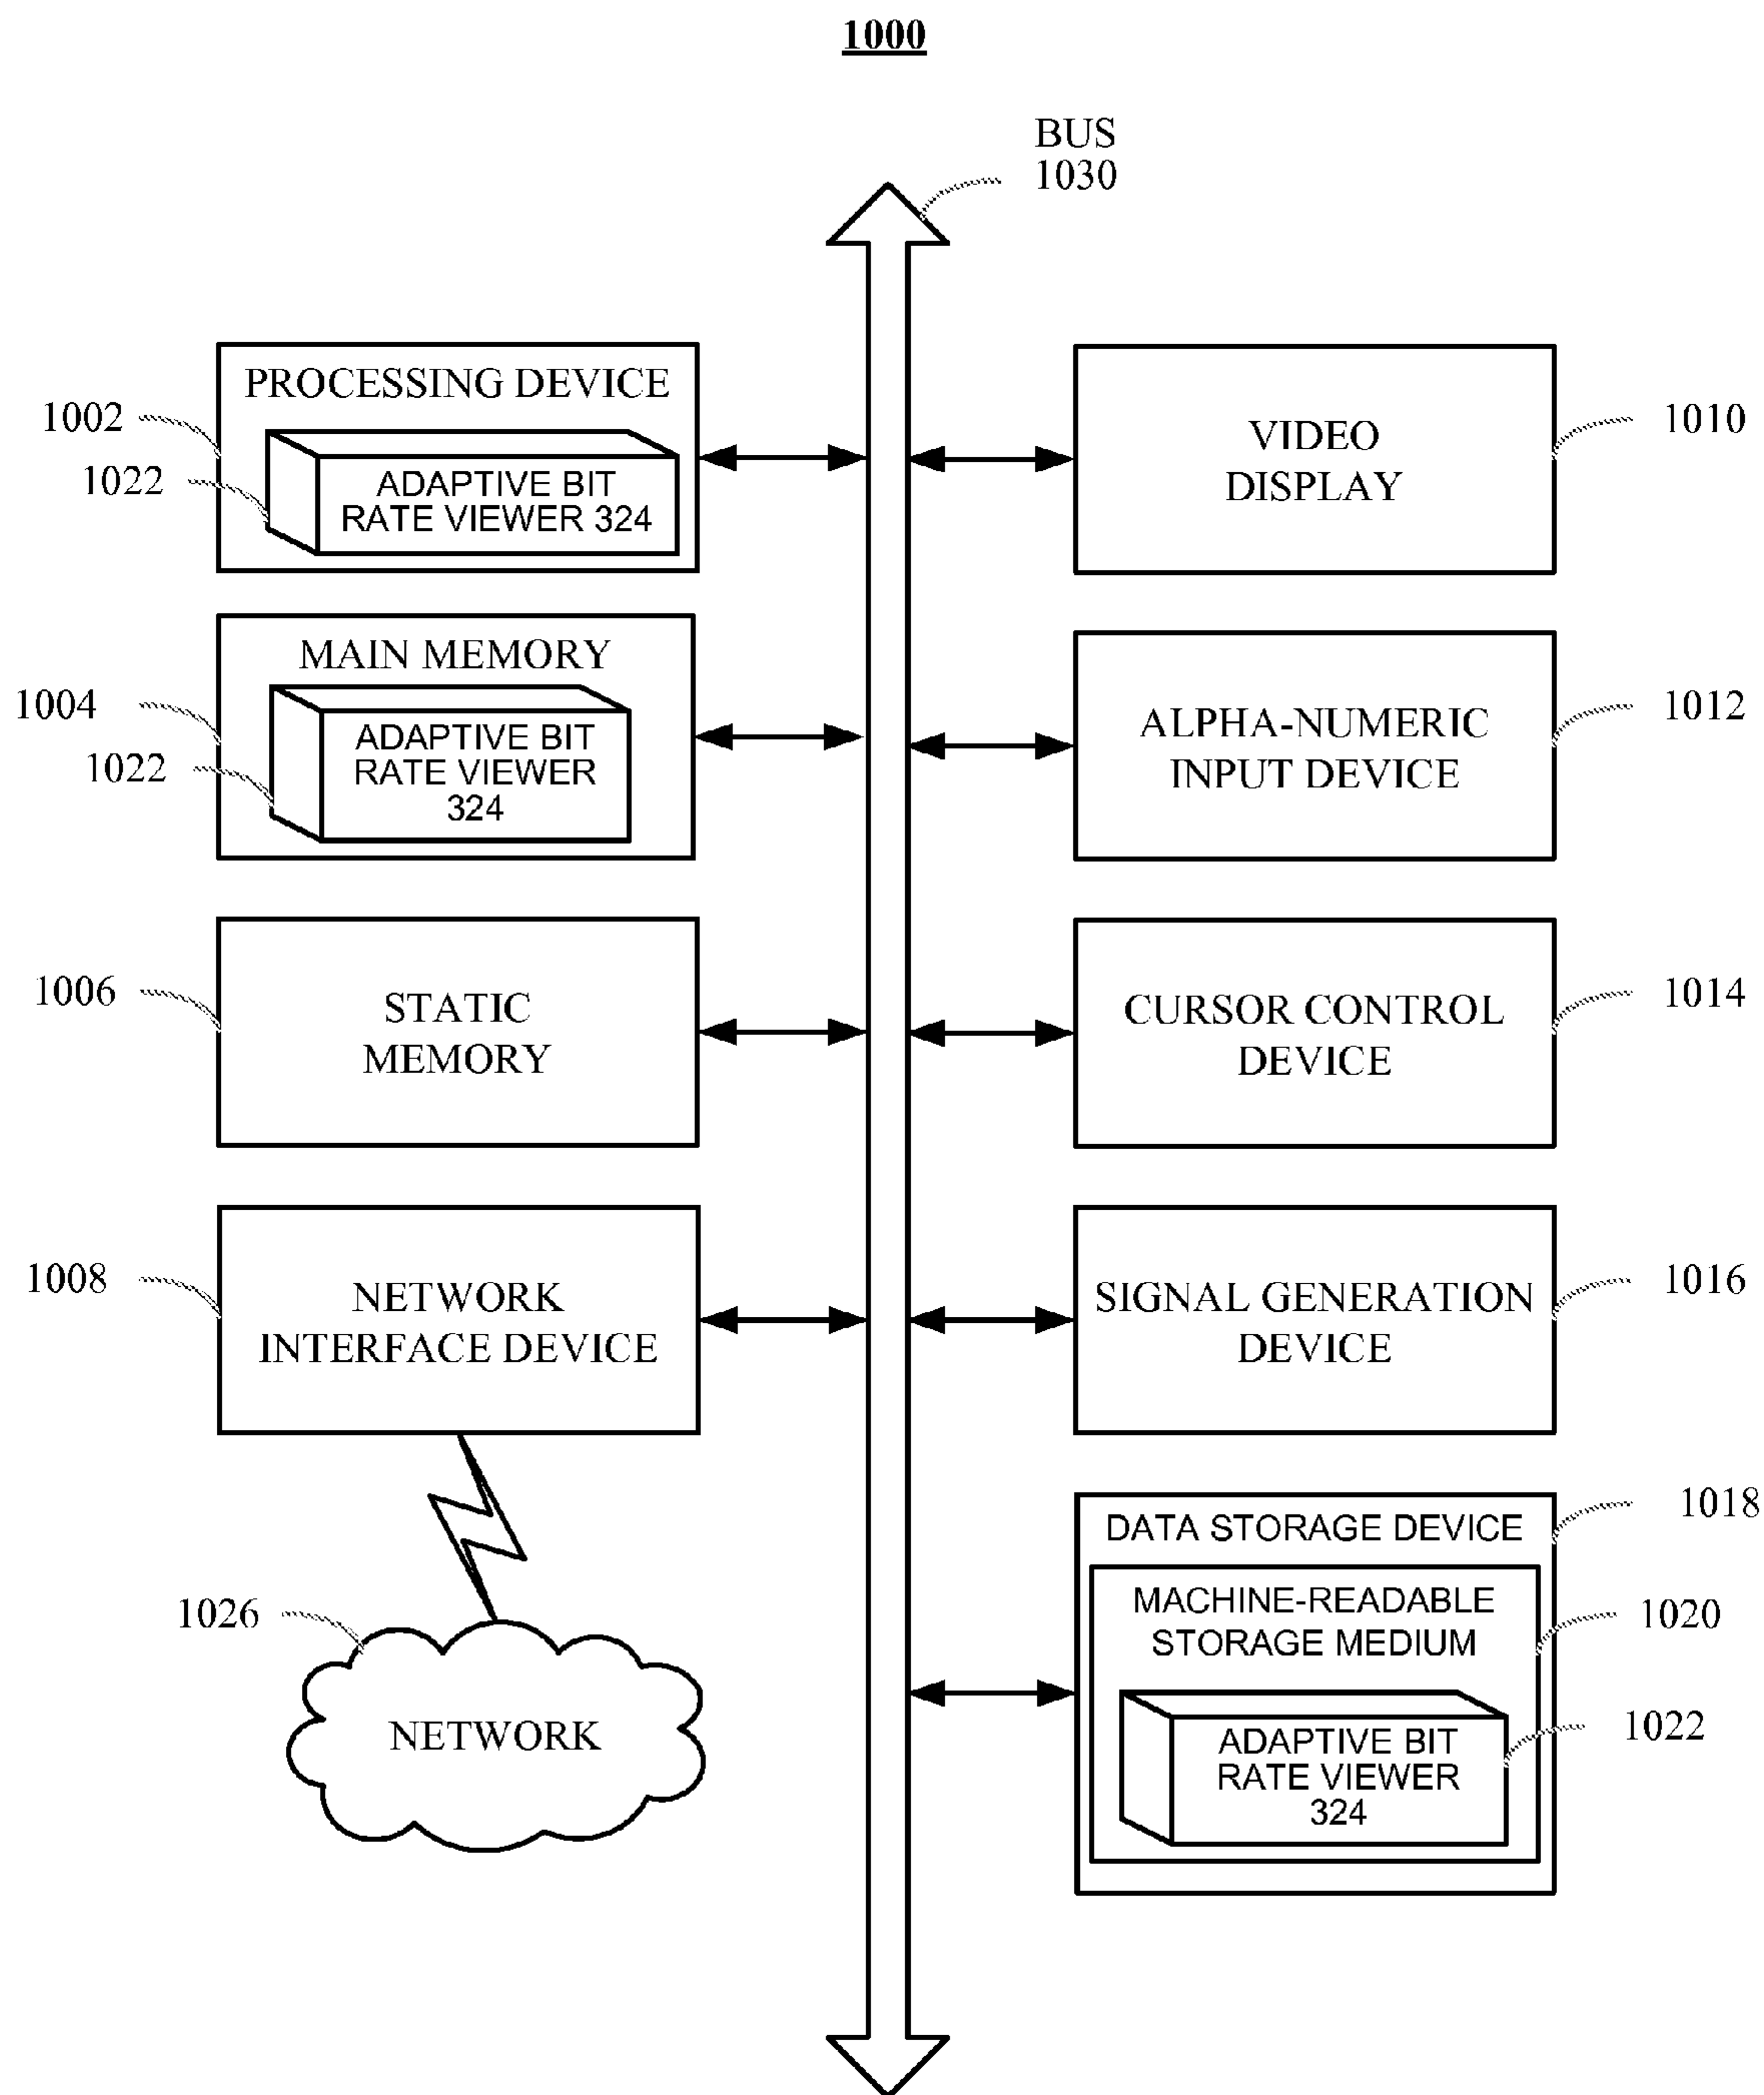 1000
BUS
1030
PROCESSING DEVICE
1002
1022
ADAPTIVE BIT
RATE VIEWER 324
MAIN MEMORY
1004
1022
ADAPTIVE BIT
RATE VIEWER
324
1006
STATIC
MEMORY
1008
NETWORK
INTERFACE DEVICE
1026
NETWORK
VIDEO
DISPLAY
1010
ALPHA-NUMERIC
INPUT DEVICE
1012
CURSOR CONTROL
DEVICE
1014
SIGNAL GENERATION
DEVICE
1016
DATA STORAGE DEVICE
1018
MACHINE-READABLE
STORAGE MEDIUM
1020
ADAPTIVE BIT
RATE VIEWER
324
1022